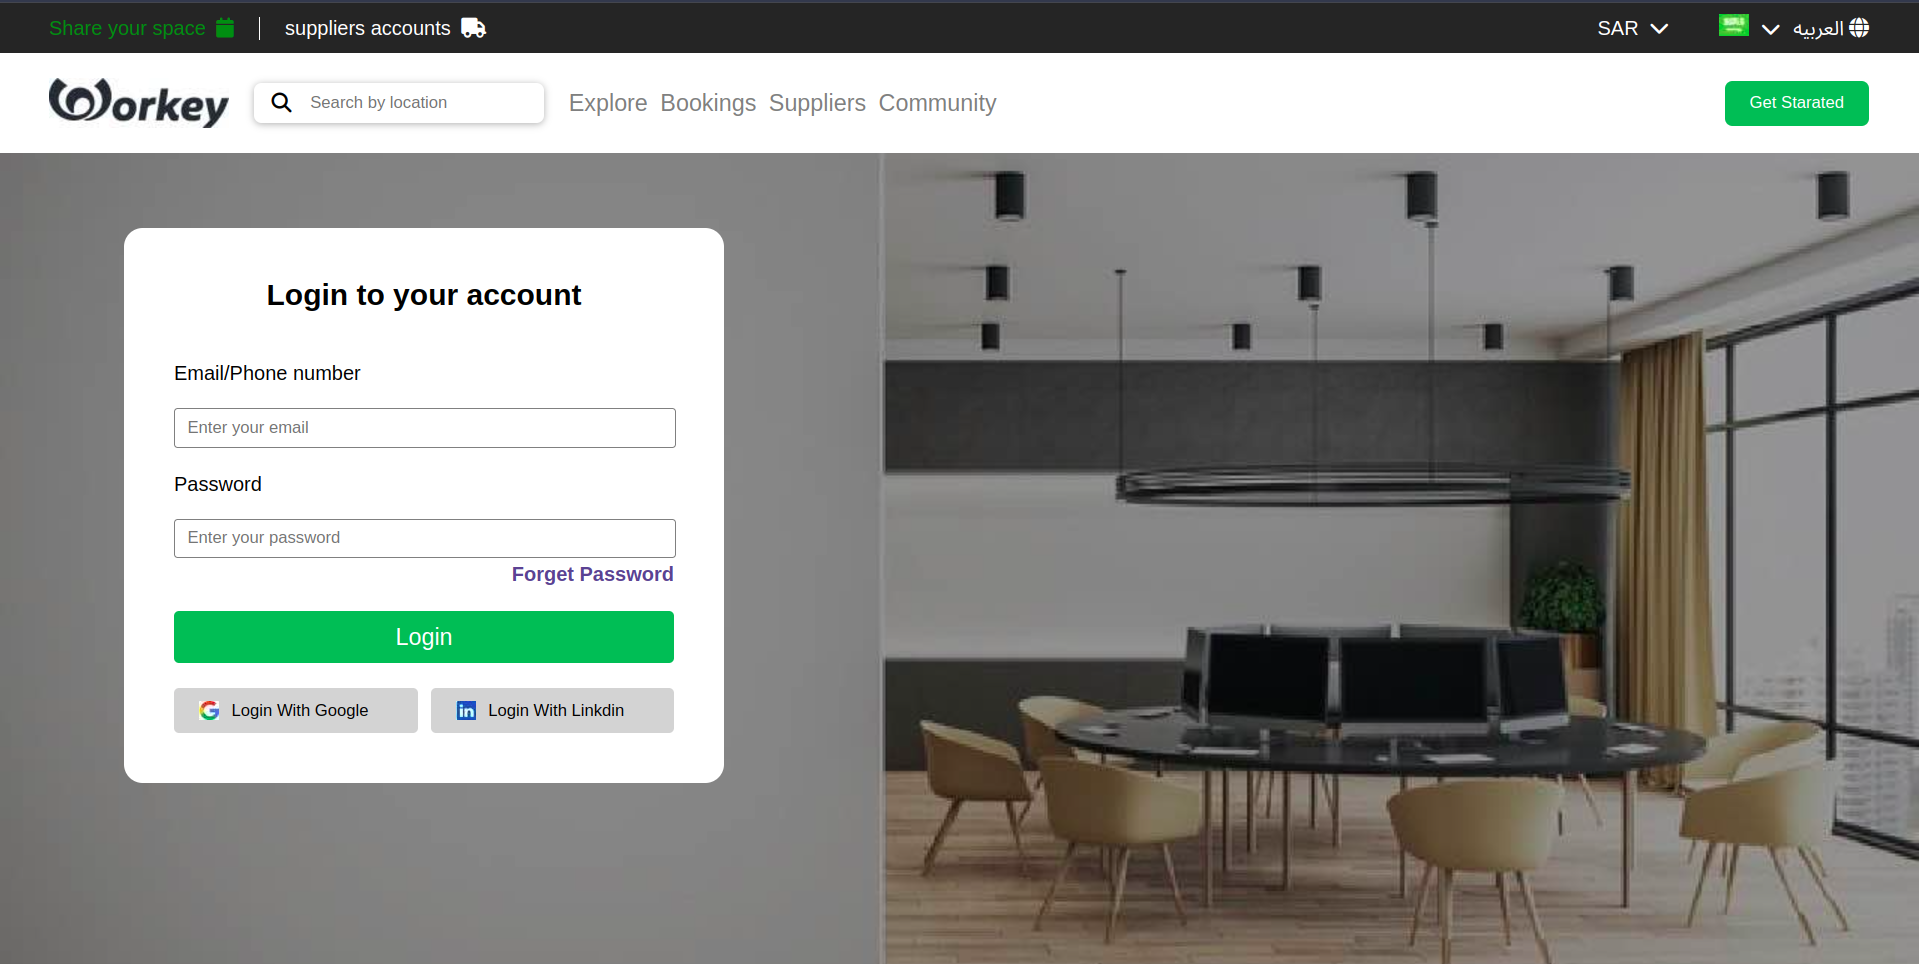 Share your space
suppliers accounts
SAR
العربيه
Workey
Search by location
Explore Bookings Suppliers Community
Get Starated
Login to your account
Email/Phone number
Enter your email
Password
Enter your password
Forget Password
Login
Login With Google
in Login With Linkdin